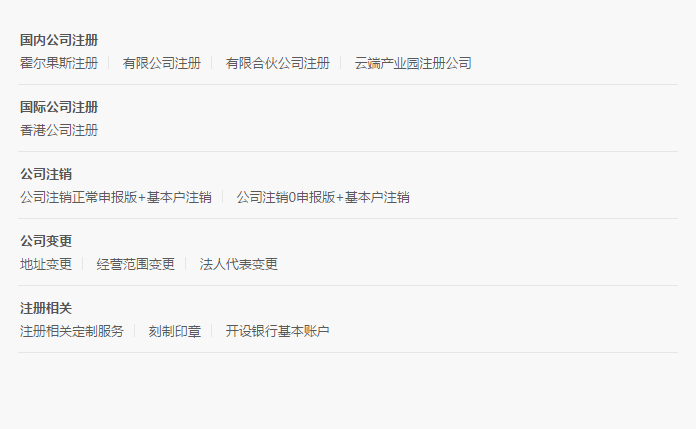 国内公司注册
霍尔果斯注册 有限公司注册 有限合伙公司注册 云端产业园注册公司
国际公司注册
香港公司注册
公司注销
公司注销正常申报版+基本户注销 公司注销0申报版+基本户注销
公司变更
地址变更 经营范围变更 法人代表变更
注册相关
注册相关定制服务 刻制印章 开设银行基本账户